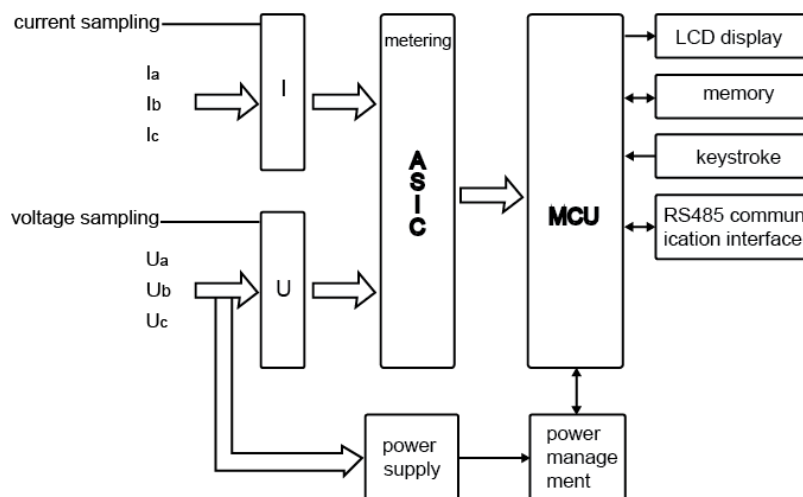 current sampling
Ia
Ib
Ic
I
metering
ASIC
MCU
LCD display
memory
keystroke
RS485 commun
ication interface
voltage sampling
Ua
Ub
Uc
U
power
supply
power
manage
ment